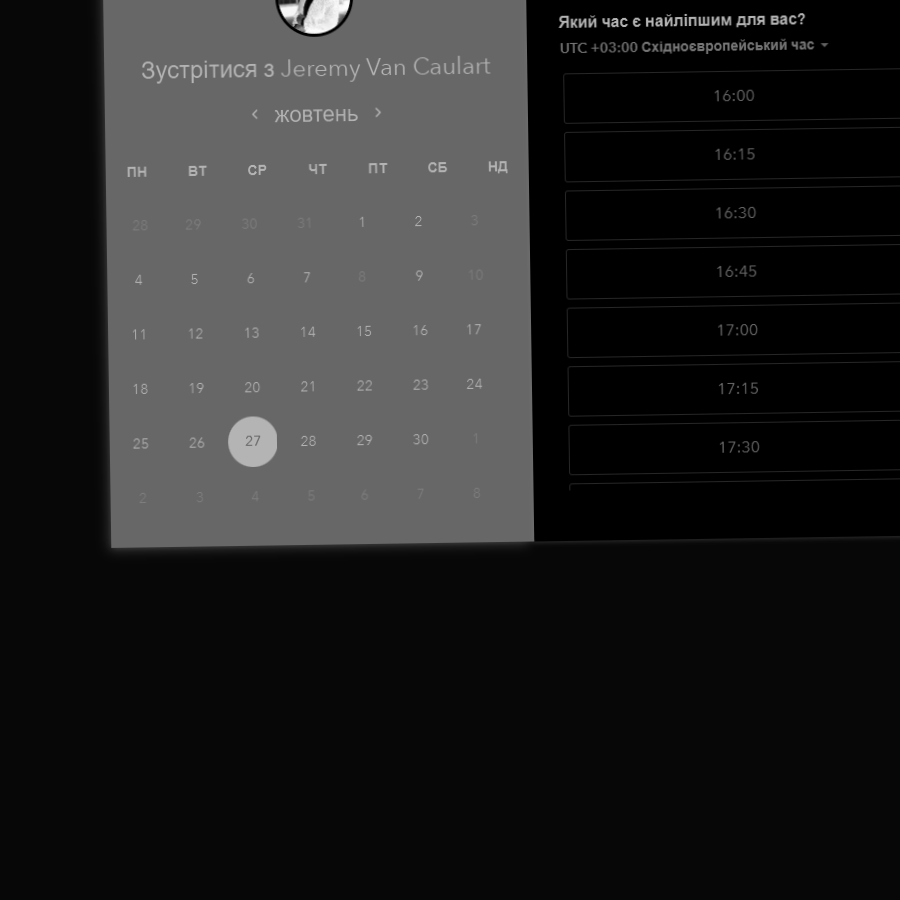 Зустрітися з Jeremy Van Caulart
жовтень
ПН ВТ СР ЧТ ПТ СБ НД
28 29 30 31 1 2 3
4 5 6 7 8 9 10
11 12 13 14 15 16 17
18 19 20 21 22 23 24
25 26 27 28 29 30 1
2 3 4 5 6 7 8
Який час є найліпшим для вас?
UTC +03:00 Східноєвропейський час
16:00
16:15
16:30
16:45
17:00
17:15
17:30